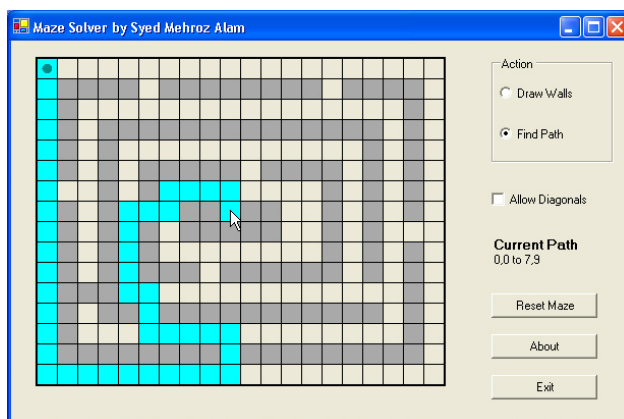 Maze Solver by Syed Mehroz Alam
Action
Draw Walls
Find Path
Allow Diagonals
Current Path
0,0 to 7,9
Reset Maze
About
Exit